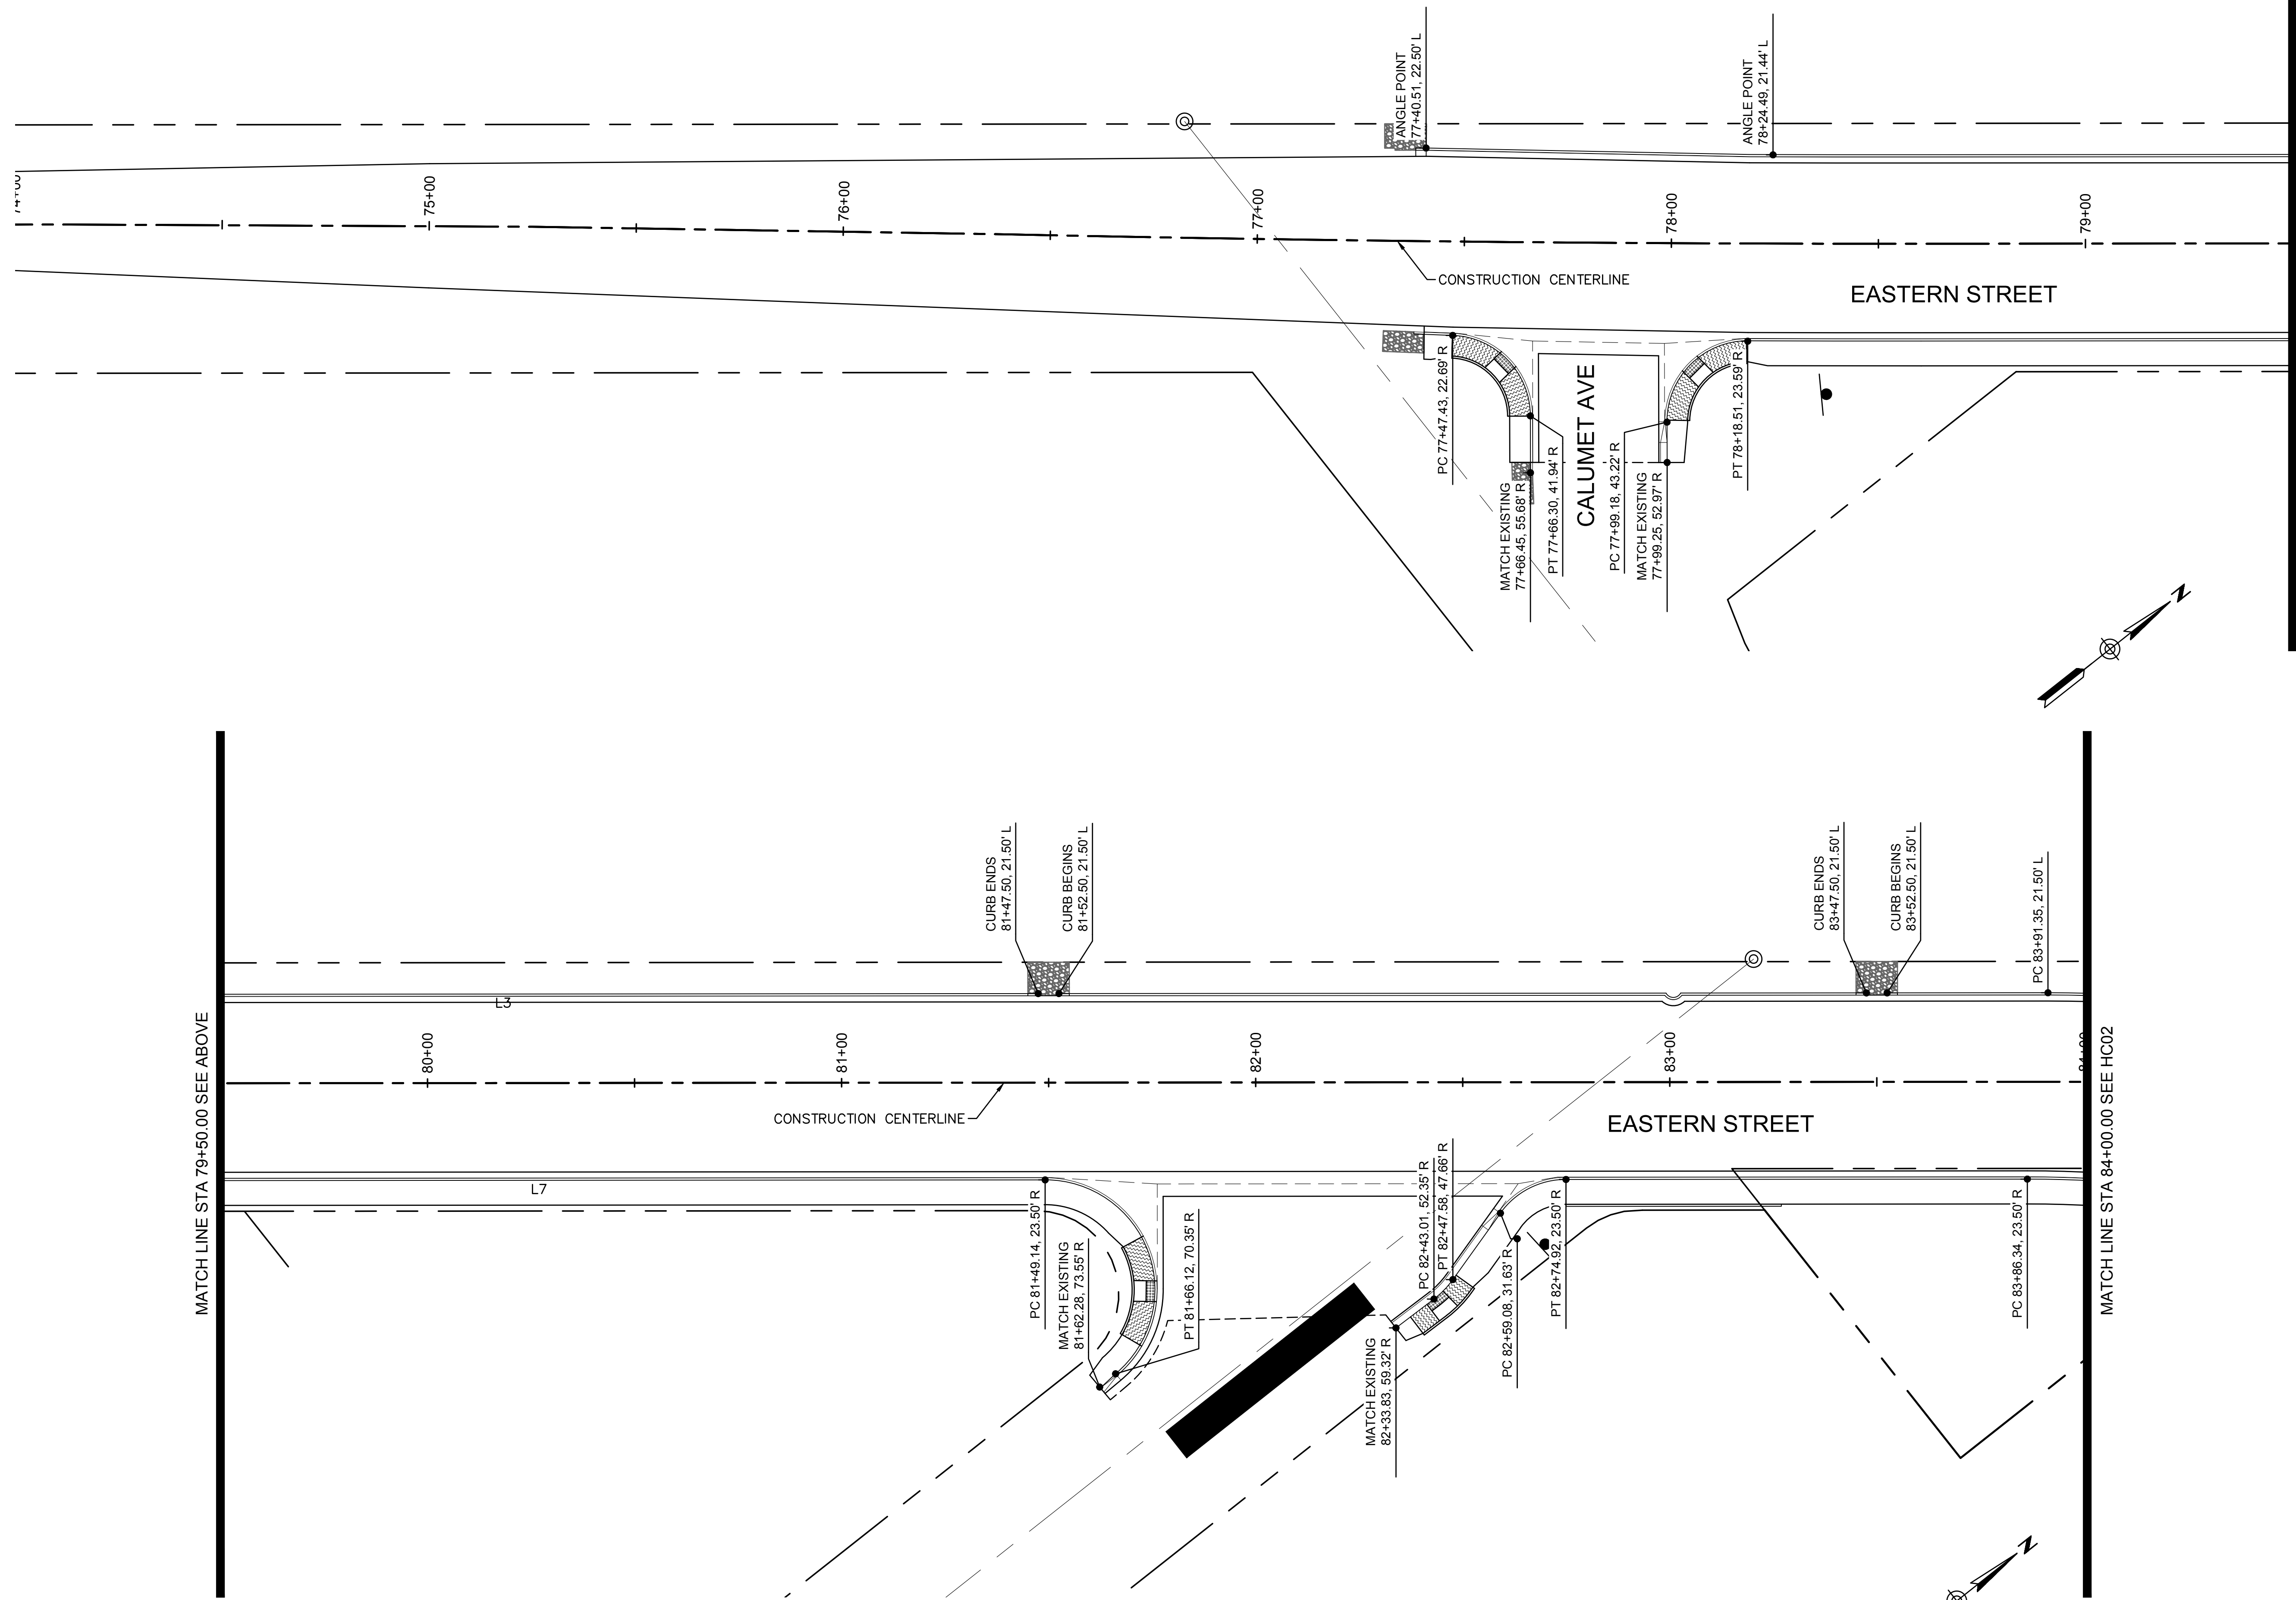 ANGLE POINT
77+40.51, 22.50' L
ANGLE POINT
78+24.49, 21.44' L
74+00
75+00
76+00
77+00
78+00
79+00
CONSTRUCTION CENTERLINE
EASTERN STREET
PC 77+47.43, 22.69' R
MATCH EXISTING
77+66.45, 55.68' R
PT 77+66.30, 41.94' R
CALUMET AVE
PC 77+99.18, 43.22' R
MATCH EXISTING
77+99.25, 52.97' R
PT 78+18.51, 23.59' R
N
MATCH LINE STA 79+50.00 SEE ABOVE
CURB ENDS
81+47.50, 21.50' L
CURB BEGINS
81+52.50, 21.50' L
CURB ENDS
83+47.50, 21.50' L
CURB BEGINS
83+52.50, 21.50' L
PC 83+91.35, 21.50' L
L3
80+00
81+00
82+00
83+00
84+00
CONSTRUCTION CENTERLINE
EASTERN STREET
L7
PC 81+49.14, 23.50' R
MATCH EXISTING
81+62.28, 73.55' R
PT 81+66.12, 70.35' R
MATCH EXISTING
82+33.83, 59.32' R
PC 82+43.01, 52.35' R
PT 82+47.58, 47.66' R
PC 82+59.08, 31.63' R
PT 82+74.92, 23.50' R
PC 83+86.34, 23.50' R
MATCH LINE STA 84+00.00 SEE HC02
N